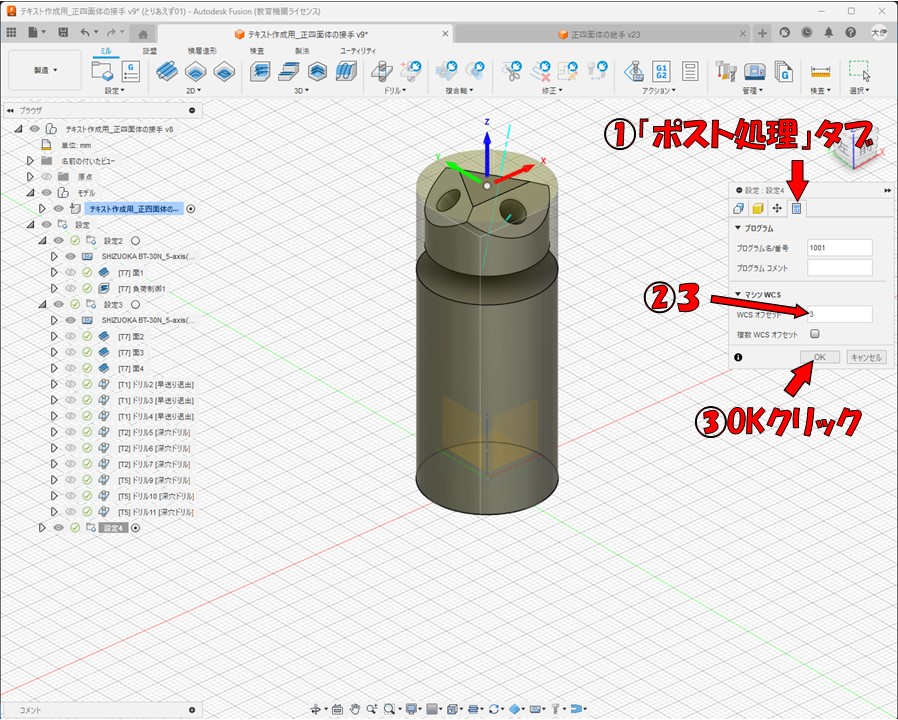 テキスト作成用_正四面体の接手 v9* (とりあえず01) - Autodesk Fusion (教育機関ライセンス)
テキスト作成用_正四面体の接手 v9*
正四面体の継手 v23
大伊
ミル
旋盤
積層造形
検査
製法
ユーティリティ
製造
G1
G2
設定
2D
3D
ドリル
複合軸
修正
アクション
管理
検査
選択
ブラウザ
テキスト作成用_正四面体の接手 v8
単位: mm
名前の付いたビュー
原点
モデル
テキスト作成用_正四面体の...
設定
設定2
SHIZUOKA BT-30N_5-axis(...
[T7] 面1
[T7] 負荷制御1
設定3
SHIZUOKA BT-30N_5-axis(...
[T7] 面2
[T7] 面3
[T7] 面4
[T1] ドリル2 [早送り退出]
[T1] ドリル3 [早送り退出]
[T1] ドリル4 [早送り退出]
[T2] ドリル5 [深穴ドリル]
[T2] ドリル6 [深穴ドリル]
[T2] ドリル7 [深穴ドリル]
[T5] ドリル9 [深穴ドリル]
[T5] ドリル10 [深穴ドリル]
[T5] ドリル11 [深穴ドリル]
設定4
Z
Y
X
①「ポスト処理」タブ
設定 : 設定4
プログラム
プログラム名/番号
1001
プログラム コメント
②3
マシン WCS
WCS オフセット
3
複数 WCS オフセット
OK
キャンセル
③OKクリック
コメント